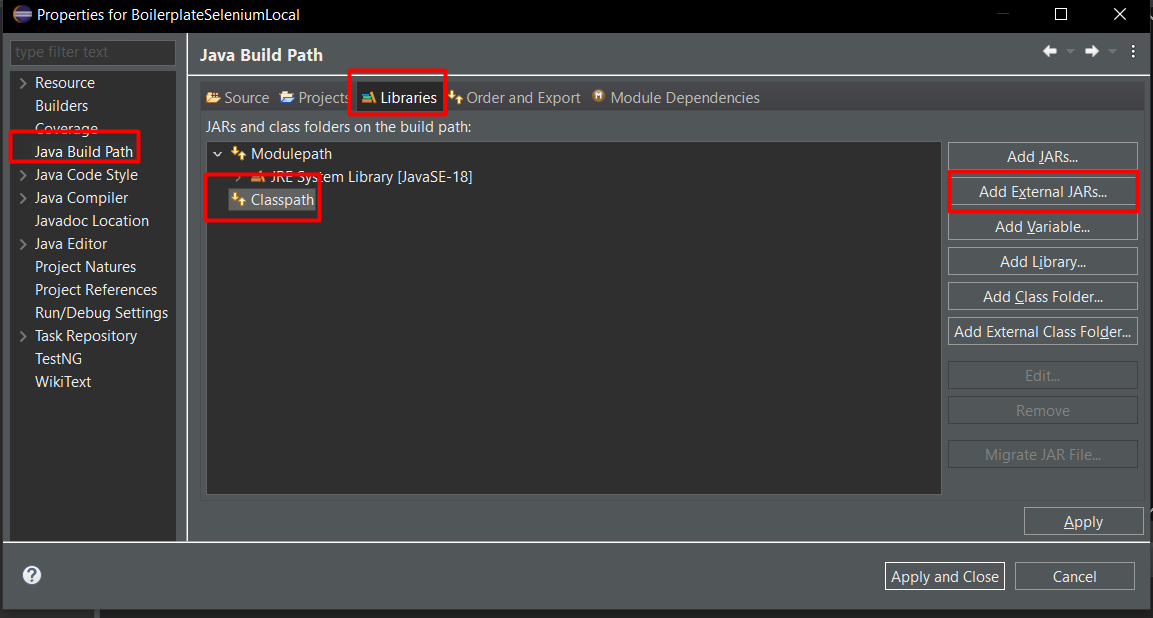 Properties for BoilerplateSeleniumLocal
type filter text
Resource
Builders
Coverage
Java Build Path
Java Code Style
Java Compiler
Javadoc Location
Java Editor
Project Natures
Project References
Run/Debug Settings
Task Repository
TestNG
WikiText
Java Build Path
Source Projects Libraries Order and Export Module Dependencies
JARs and class folders on the build path:
Modulepath
JRE System Library [JavaSE-18]
Classpath
Add JARs...
Add External JARs...
Add Variable...
Add Library...
Add Class Folder...
Add External Class Folder...
Edit...
Remove
Migrate JAR File...
Apply
?
Apply and Close Cancel